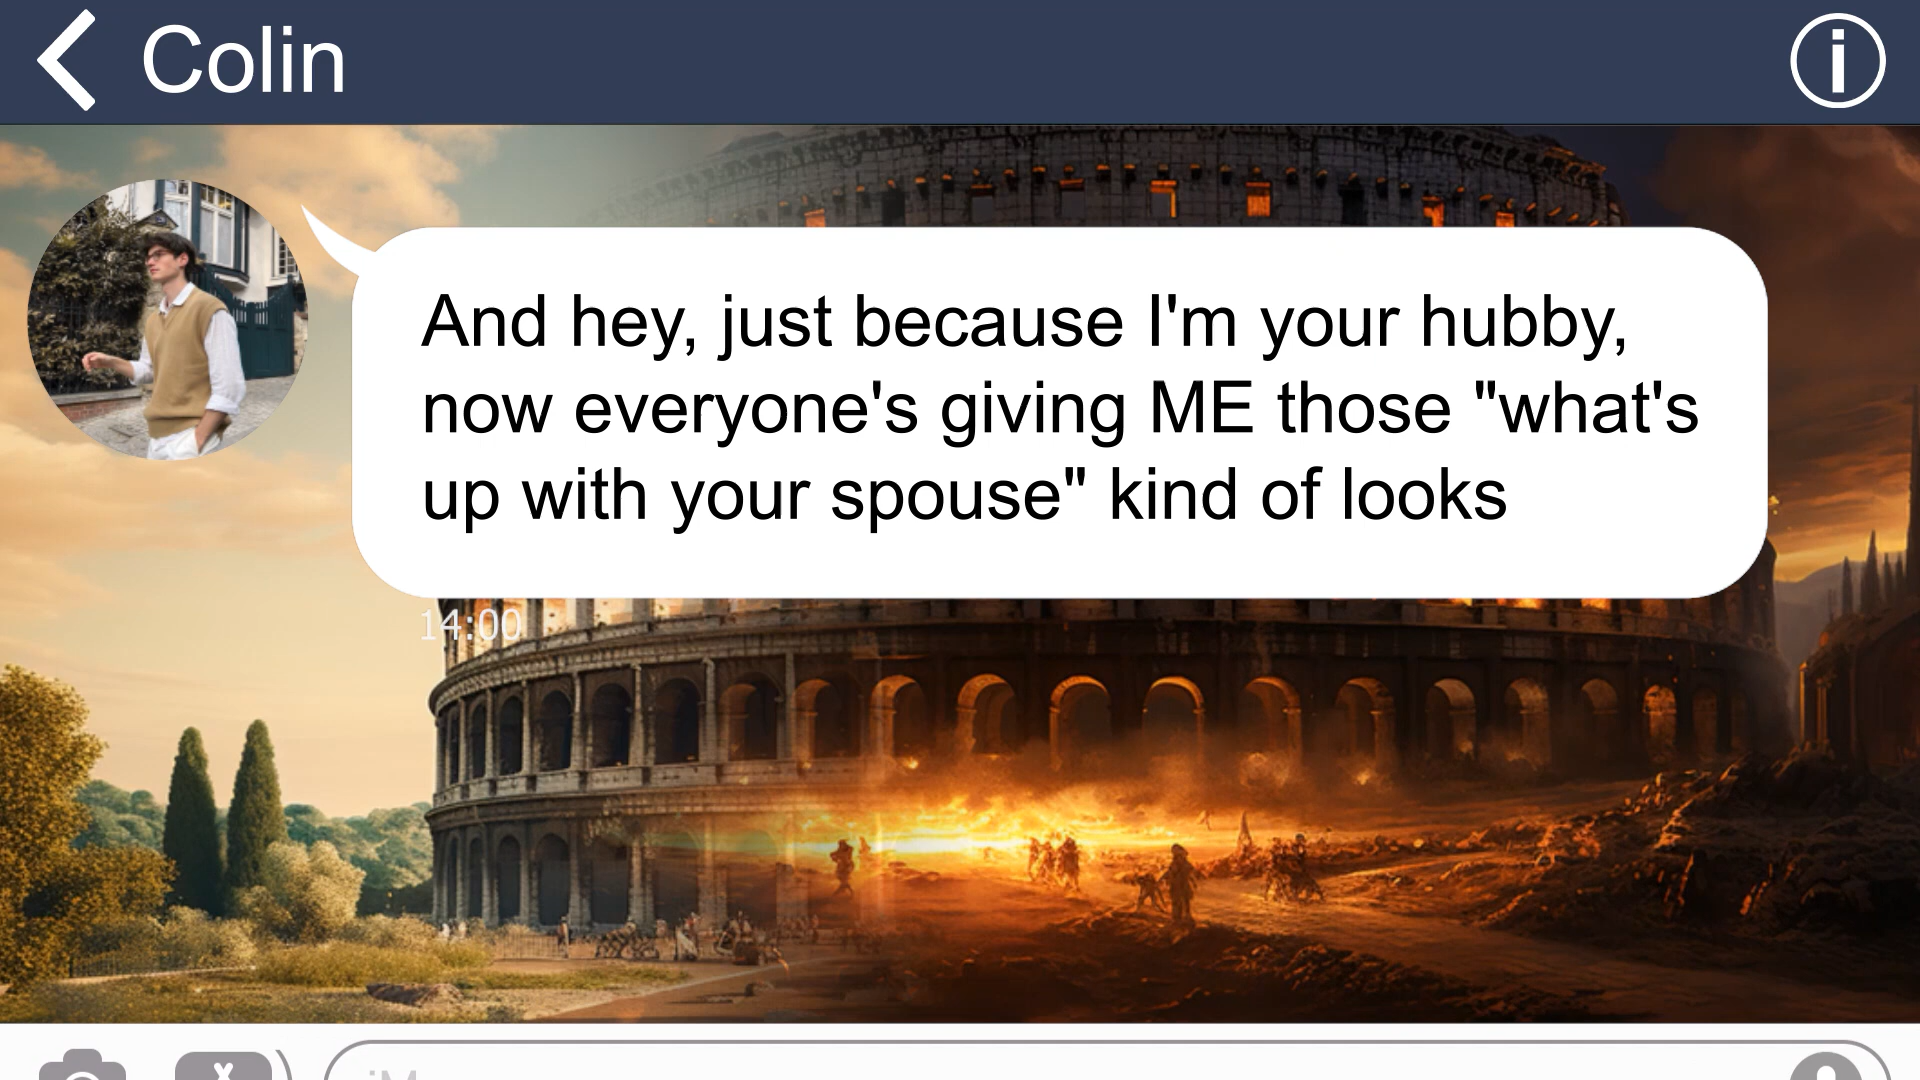 Colin
And hey, just because I'm your hubby,
now everyone's giving ME those "what's
up with your spouse" kind of looks
14:00